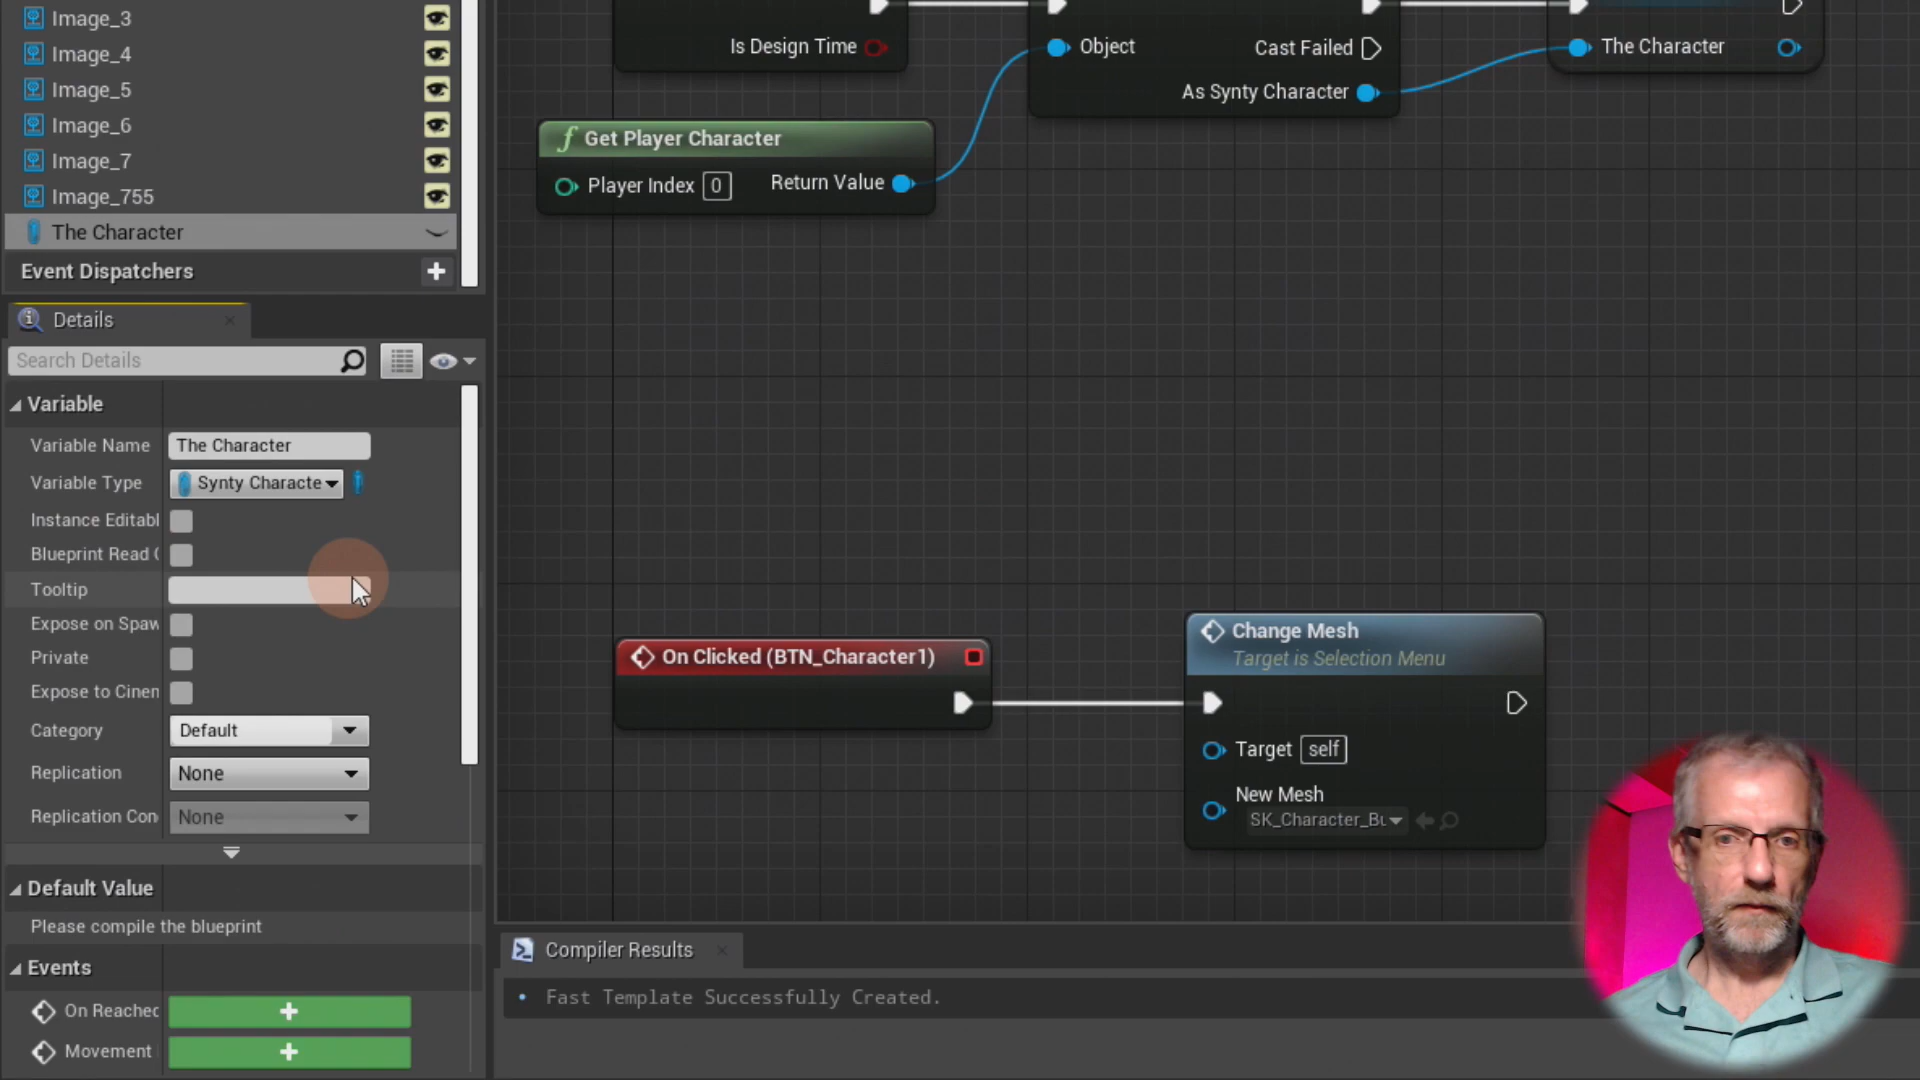 Image_3
Image_4
Image_5
Image_6
Image_7
Image_755
The Character
Event Dispatchers
Details
Search Details
Variable
Variable Name The Character
Variable Type Synty Characte
Instance Editabl
Blueprint Read
Tooltip
Expose on Spaw
Private
Expose to Cinen
Category Default
Replication None
Replication Con None
Default Value
Please compile the blueprint
Events
On Reached
Movement
Is Design Time
Object
Cast Failed
As Synty Character
The Character
Get Player Character
Player Index 0
Return Value
On Clicked (BTN_Character1)
Change Mesh
Target is Selection Menu
Target self
New Mesh
SK_Character_Bu
Compiler Results
Fast Template Successfully Created.